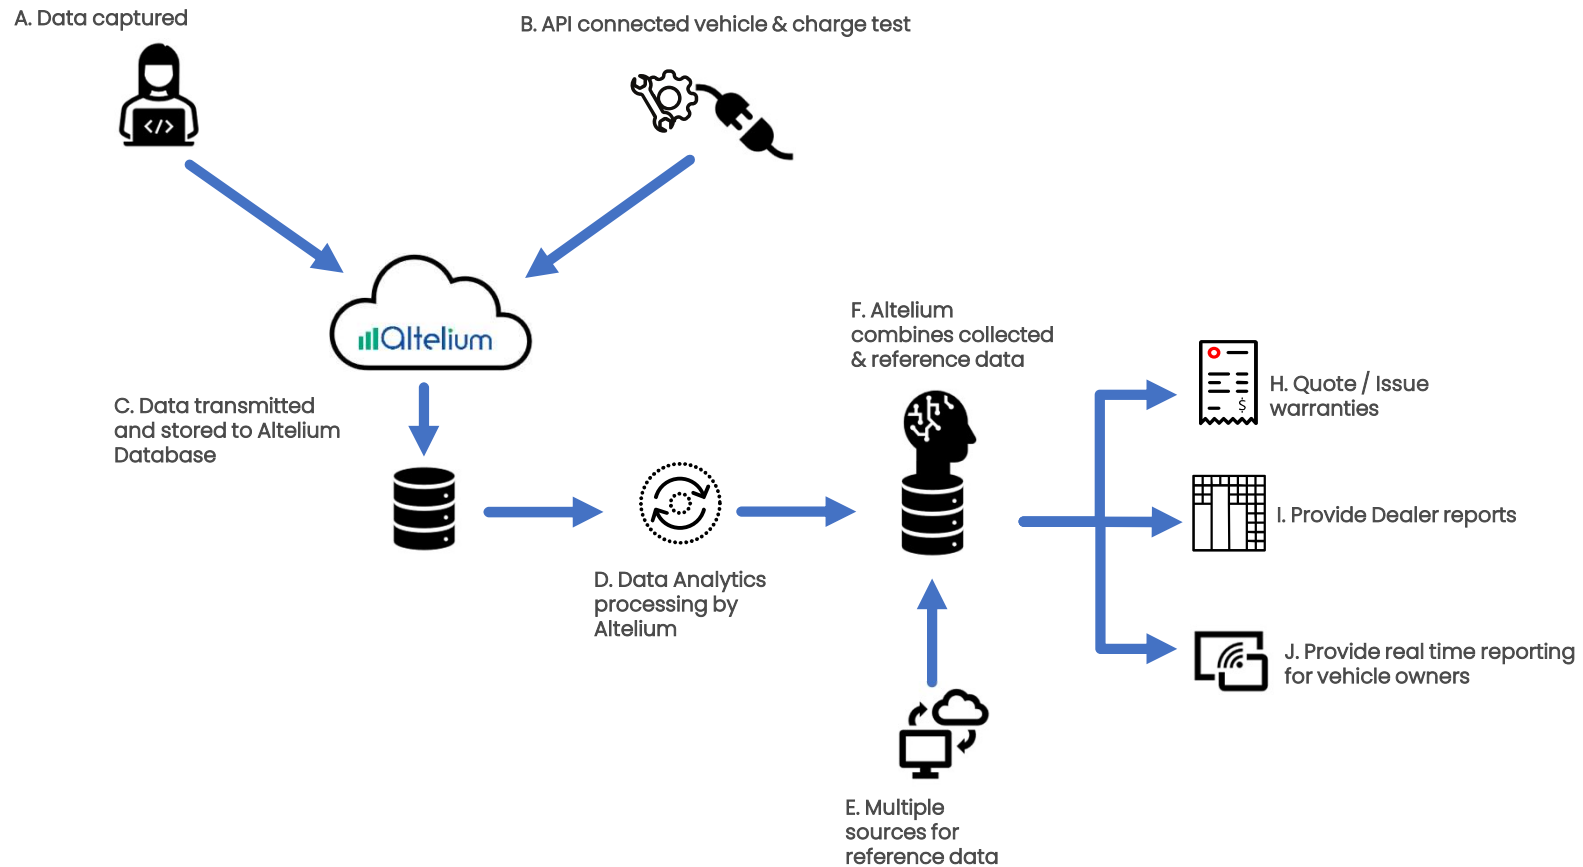 A. Data captured
B. API connected vehicle & charge test
</>
altelium
C. Data transmitted
and stored to Altelium
Database
D. Data Analytics
processing by
Altelium
E. Multiple
sources for
reference data
F. Altelium
combines collected
& reference data
$
H. Quote / Issue
warranties
I. Provide Dealer reports
J. Provide real time reporting
for vehicle owners